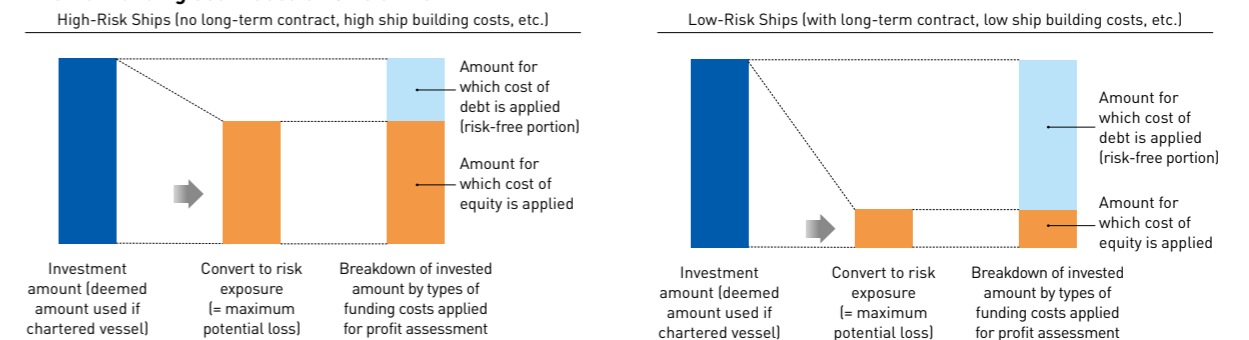 High-Risk Ships (no long-term contract, high ship building costs, etc.)
Amount for
which cost of
debt is applied
(risk-free portion)
Amount for
which cost of
equity is applied
Investment
amount (deemed
amount used if
chartered vessel)
Convert to risk
exposure
(= maximum
potential loss)
Breakdown of invested
amount by types of
funding costs applied
for profit assessment
Low-Risk Ships (with long-term contract, low ship building costs, etc.)
Amount for
which cost of
debt is applied
(risk-free portion)
Amount for
which cost of
equity is applied
Investment
amount (deemed
amount used if
chartered vessel)
Convert to risk
exposure
(= maximum
potential loss)
Breakdown of invested
amount by types of
funding costs applied
for profit assessment